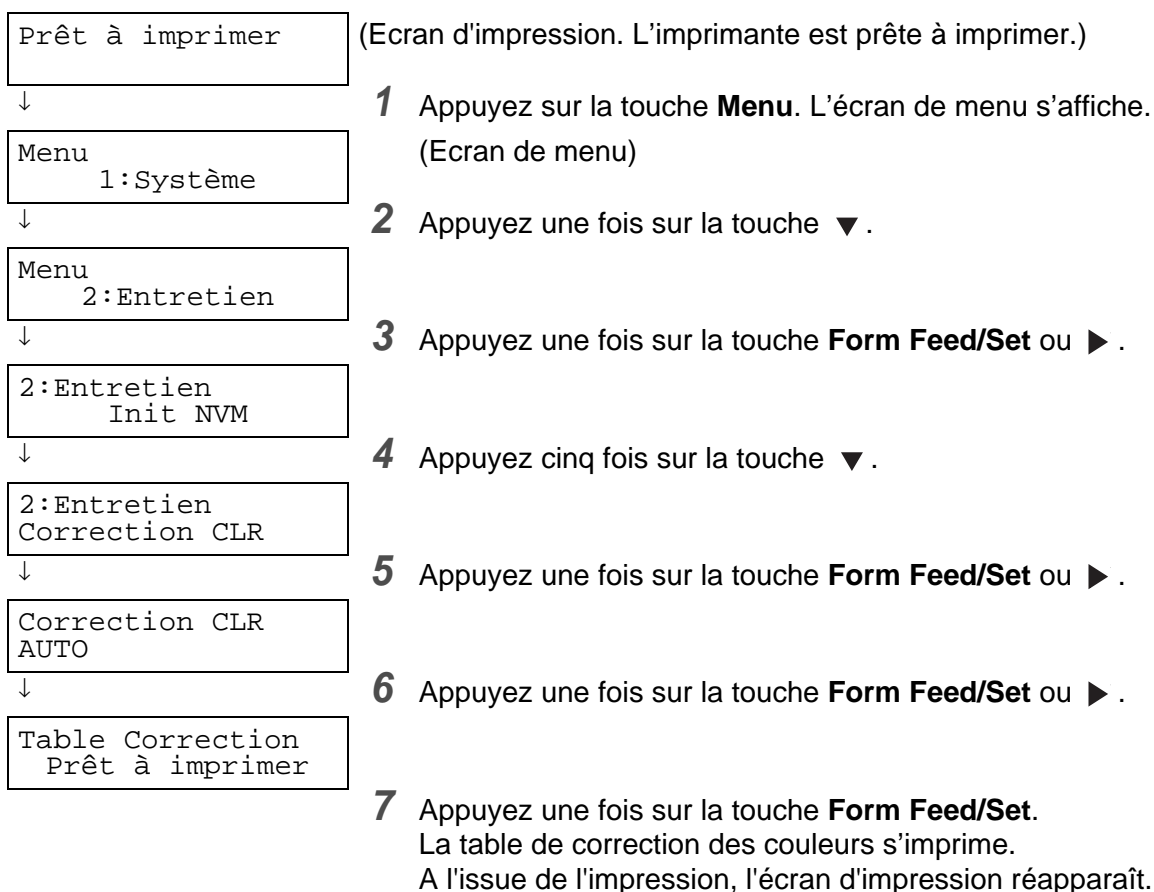 Prêt à imprimer
(Ecran d'impression. L’imprimante est prête à imprimer.)
↓
1 Appuyez sur la touche Menu. L’écran de menu s’affiche.
(Ecran de menu)
Menu
1:Système
↓
2 Appuyez une fois sur la touche ▼ .
Menu
2:Entretien
↓
3 Appuyez une fois sur la touche Form Feed/Set ou ▶ .
2:Entretien
Init NVM
↓
4 Appuyez cinq fois sur la touche ▼ .
2:Entretien
Correction CLR
↓
5 Appuyez une fois sur la touche Form Feed/Set ou ▶ .
Correction CLR
AUTO
↓
6 Appuyez une fois sur la touche Form Feed/Set ou ▶ .
Table Correction
Prêt à imprimer
7 Appuyez une fois sur la touche Form Feed/Set.
La table de correction des couleurs s’imprime.
A l'issue de l'impression, l'écran d'impression réapparaît.